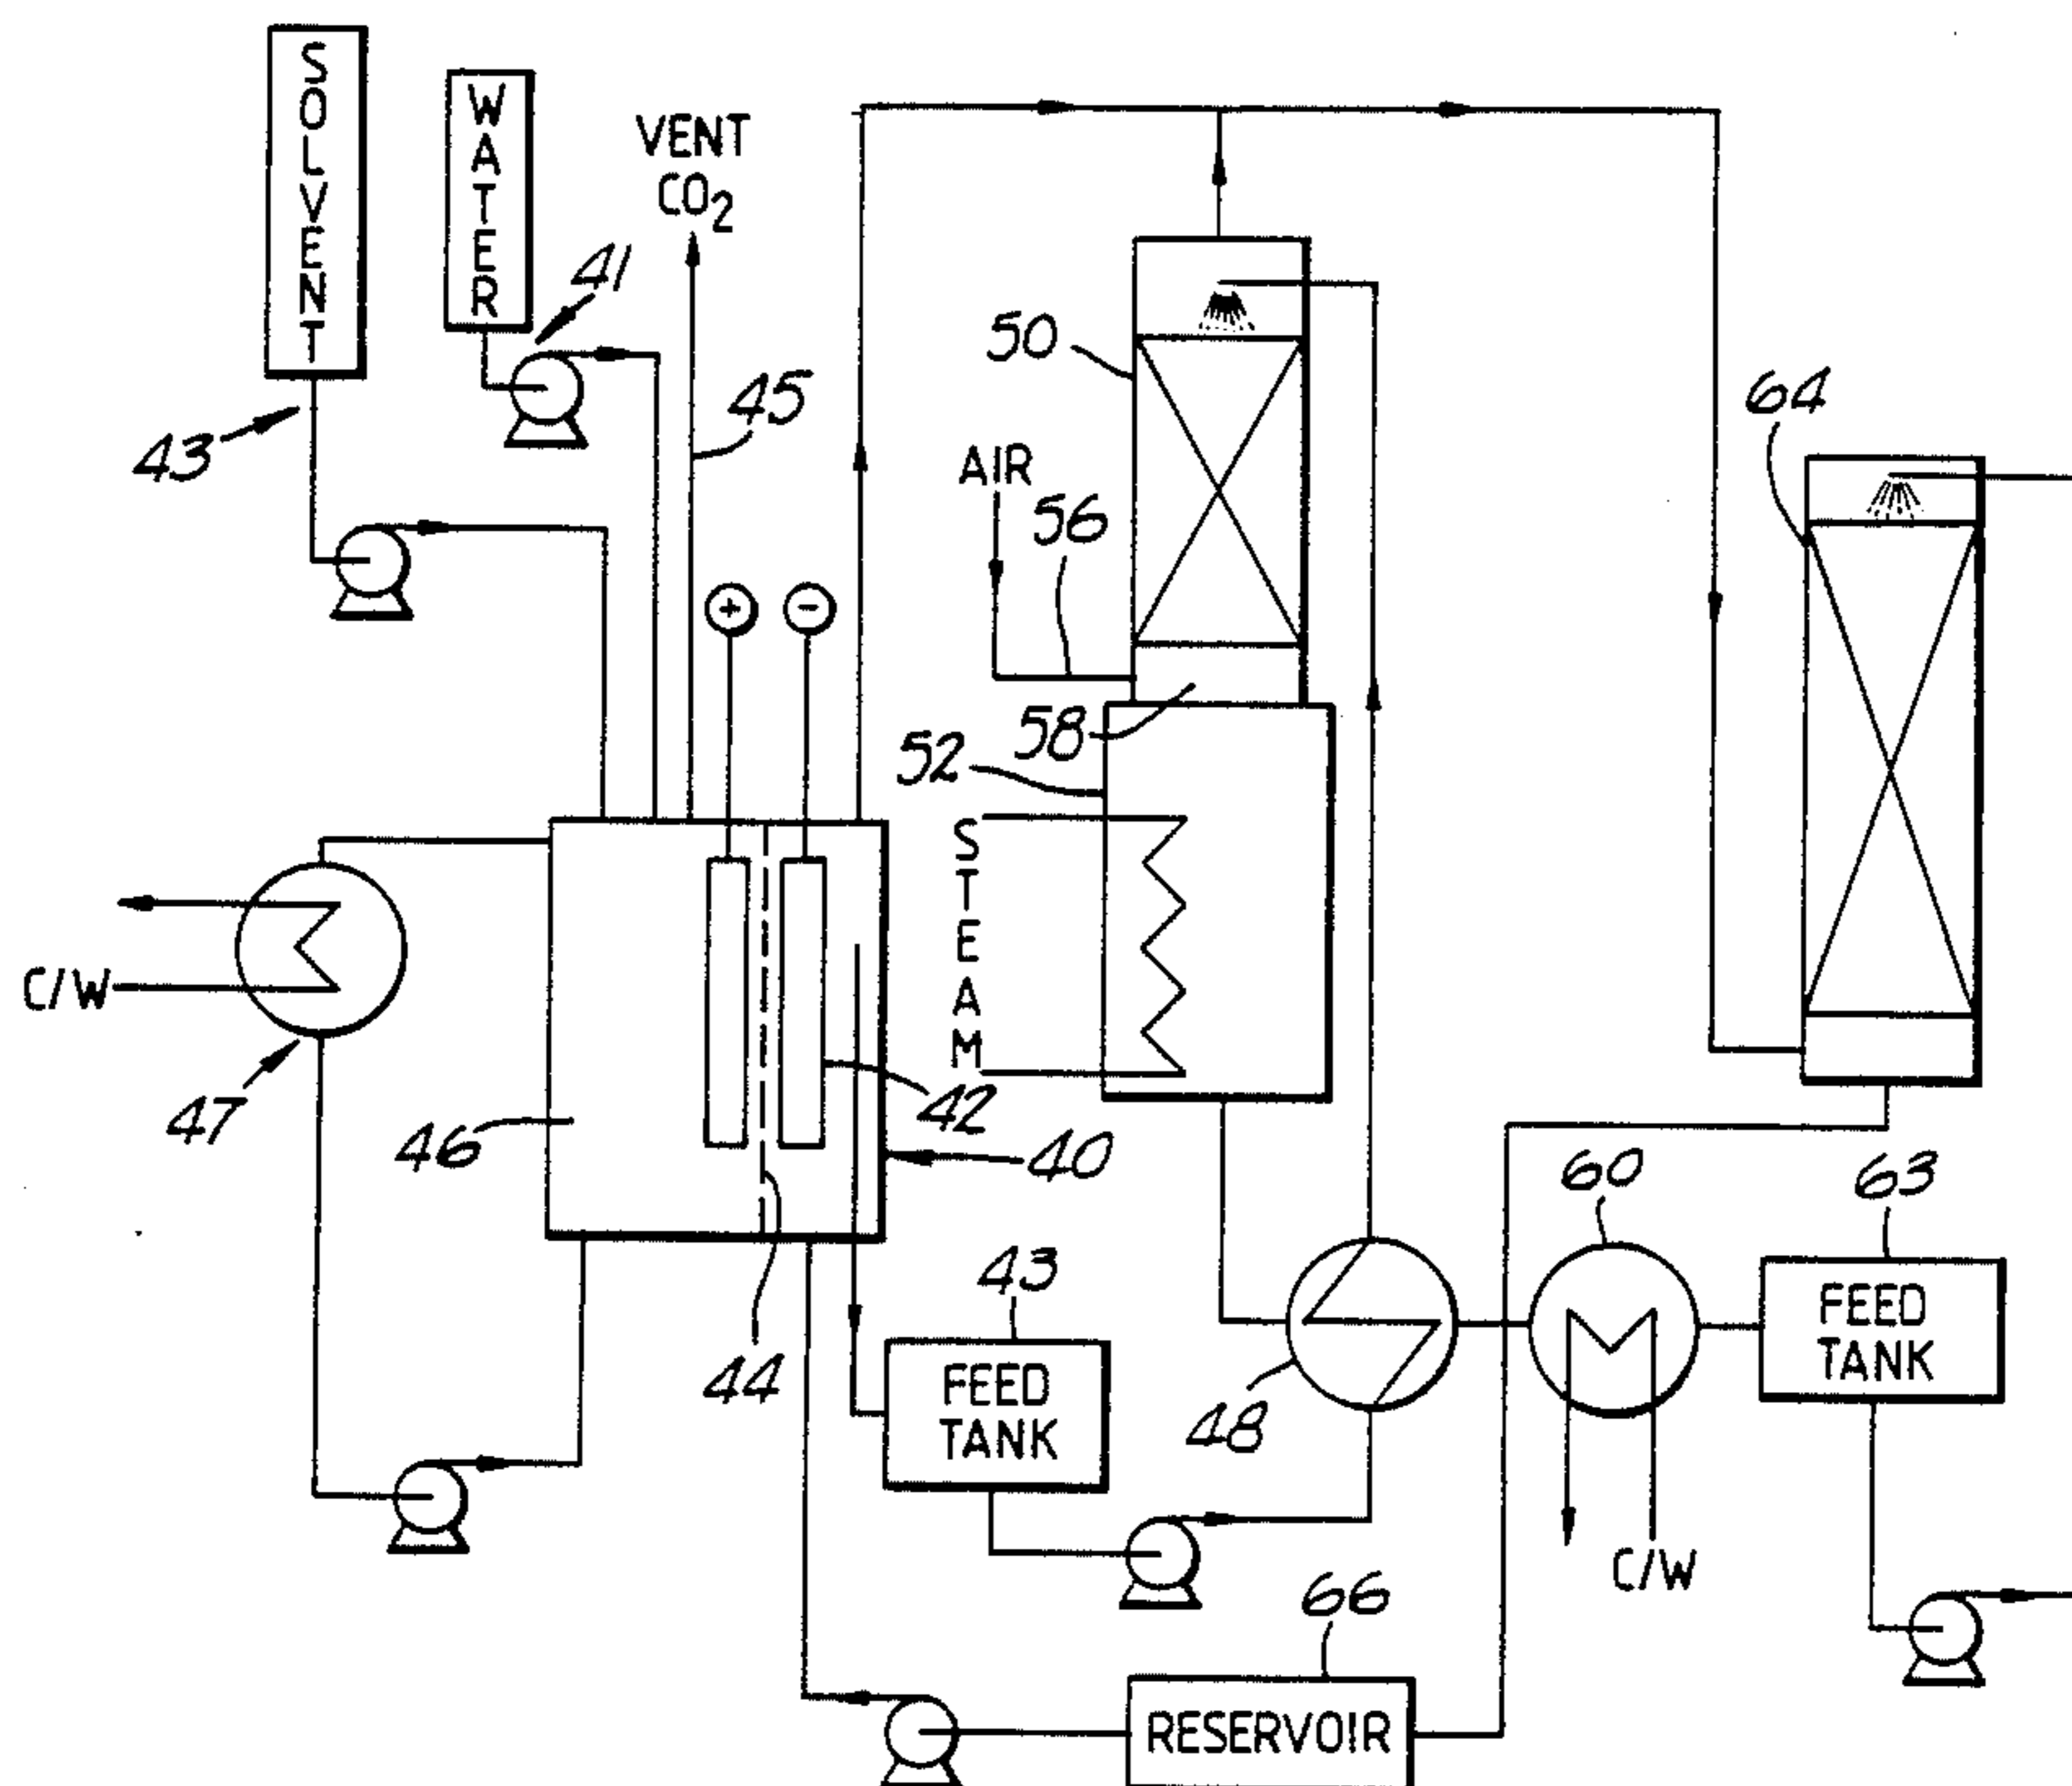 SOLVENT
WATER
VENT
CO2
41
43
45
50
AIR
56
64
+
−
58
52
STEAM
C/W
47
46
42
40
44
43
FEED
TANK
48
60
63
FEED
TANK
C/W
66
RESERVOIR